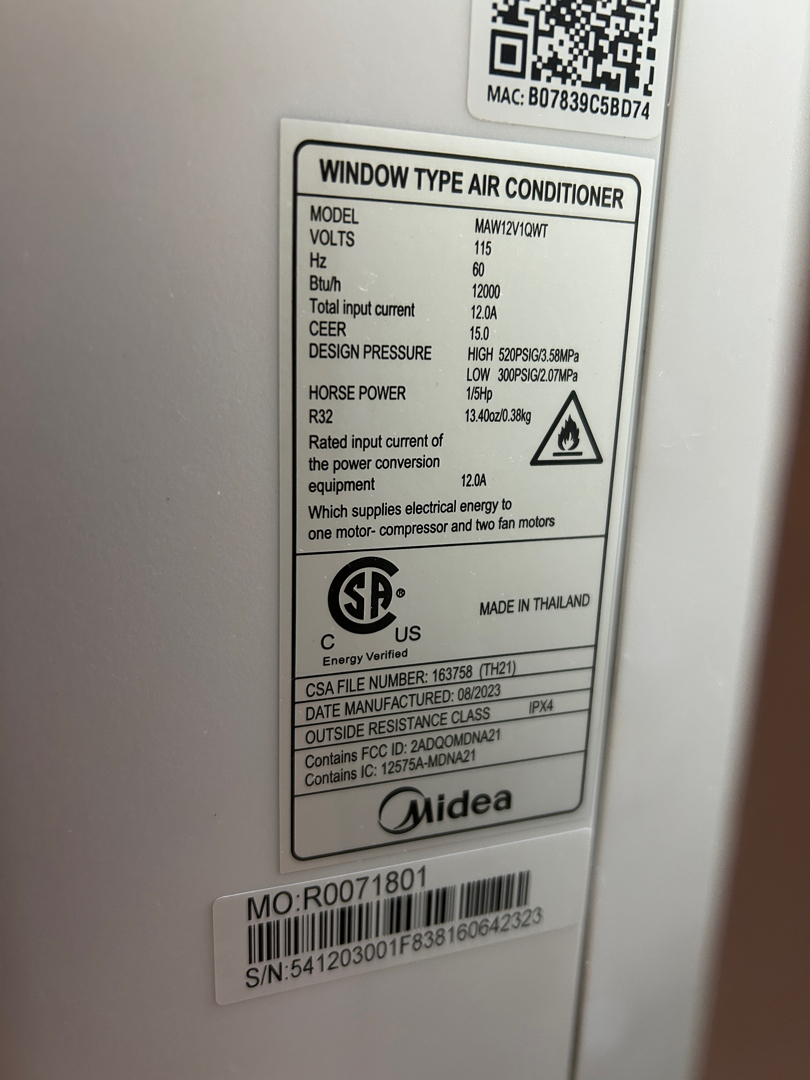 MAC: B07839C5BD74
WINDOW TYPE AIR CONDITIONER
MODEL MAW12V1QWT
VOLTS 115
Hz 60
Btu/h 12000
Total input current 12.0A
CEER 15.0
DESIGN PRESSURE HIGH 520PSIG/3.58MPa
LOW 300PSIG/2.07MPa
HORSE POWER 1/5Hp
R32 13.40oz/0.38kg
Rated input current of
the power conversion
equipment 12.0A
Which supplies electrical energy to
one motor- compressor and two fan motors
CSA®
C US
Energy Verified
MADE IN THAILAND
CSA FILE NUMBER: 163758 (TH21)
DATE MANUFACTURED: 08/2023
OUTSIDE RESISTANCE CLASS IPX4
Contains FCC ID: 2ADQOMDNA21
Contains IC: 12575A-MDNA21
Midea
MO:R0071801
S/N:541203001F838160642323